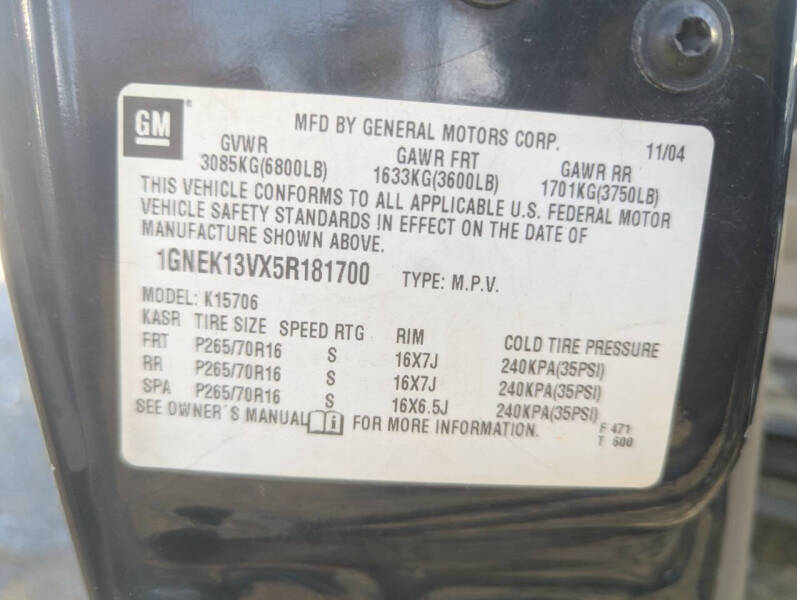 GM
MFD BY GENERAL MOTORS CORP. 11/04
GVWR GAWR FRT GAWR RR
3085KG(6800LB) 1633KG(3600LB) 1701KG(3750LB)
THIS VEHICLE CONFORMS TO ALL APPLICABLE U.S. FEDERAL MOTOR
VEHICLE SAFETY STANDARDS IN EFFECT ON THE DATE OF
MANUFACTURE SHOWN ABOVE.
1GNEK13VX5R181700 TYPE: M.P.V.
MODEL: K15706
KASR TIRE SIZE SPEED RTG RIM COLD TIRE PRESSURE
FRT P265/70R16 S 16X7J 240KPA(35PSI)
RR P265/70R16 S 16X7J 240KPA(35PSI)
SPA P265/70R16 S 16X6.5J 240KPA(35PSI)
SEE OWNER'S MANUAL i FOR MORE INFORMATION.
F 471
T 600